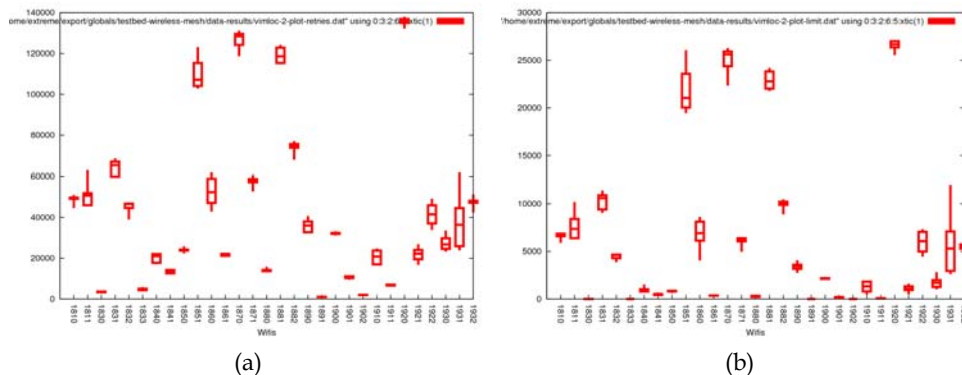 ome/extreme/export/globals/testbed-wireless-mesh/data-results/vimloc-2-plot-retries.dat" using 0:3:2:6:
140000
120000
100000
80000
60000
40000
20000
0
1810 1811 1830 1831 1832 1833 1840 1841 1850 1851 1860 1861 1870 1871 1880 1881 1882 1890 1891 1900 1901 1902 1910 1911 1920 1921 1922 1930 1931 1932
Wifis
(a)
/home/extreme/export/globals/testbed-wireless-mesh/data-results/vimloc-2-plot-limit.dat" using 0:3:2:6:5:xtic(1)
30000
25000
20000
15000
10000
5000
0
1810 1811 1830 1831 1832 1833 1840 1841 1850 1851 1860 1861 1870 1871 1880 1881 1882 1890 1891 1900 1901 1902 1910 1911 1920 1921 1922 1930 1931
Wifis
(b)